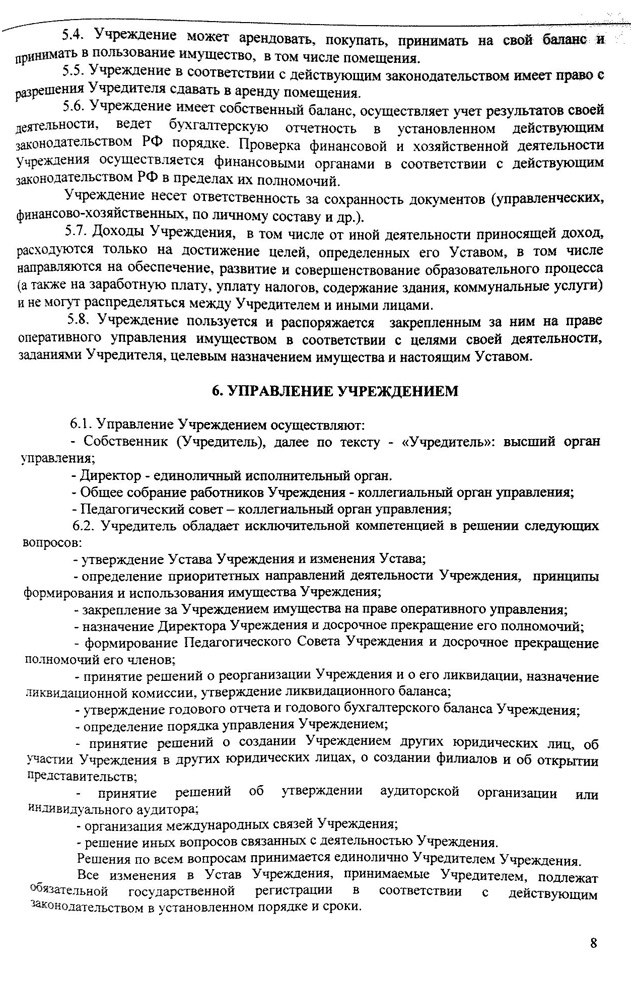 5.4. Учреждение может арендовать, покупать, принимать на свой баланс и
принимать в пользование имущество, в том числе помещения.
5.5. Учреждение в соответствии с действующим законодательством имеет право с
разрешения Учредителя сдавать в аренду помещения.
5.6. Учреждение имеет собственный баланс, осуществляет учет результатов своей
деятельности, ведет бухгалтерскую отчетность в установленном действующим
законодательством РФ порядке. Проверка финансовой и хозяйственной деятельности
Учреждения осуществляется финансовыми органами в соответствии с действующим
законодательством РФ в пределах их полномочий.
Учреждение несет ответственность за сохранность документов (управленческих,
финансово-хозяйственных, по личному составу и др.).
5.7. Доходы Учреждения, в том числе от иной деятельности приносящей доход,
расходуются только на достижение целей, определенных его Уставом, в том числе
направляются на обеспечение, развитие и совершенствование образовательного процесса
(а также на заработную плату, уплату налогов, содержание здания, коммунальные услуги)
и не могут распределяться между Учредителем и иными лицами.
5.8. Учреждение пользуется и распоряжается закрепленным за ним на праве
оперативного управления имуществом в соответствии с целями своей деятельности,
заданиями Учредителя, целевым назначением имущества и настоящим Уставом.
6. УПРАВЛЕНИЕ УЧРЕЖДЕНИЕМ
6.1. Управление Учреждением осуществляют:
- Собственник (Учредитель), далее по тексту - «Учредитель»: высший орган
управления;
- Директор - единоличный исполнительный орган.
- Общее собрание работников Учреждения - коллегиальный орган управления;
- Педагогический совет – коллегиальный орган управления;
6.2. Учредитель обладает исключительной компетенцией в решении следующих
вопросов:
- утверждение Устава Учреждения и изменения Устава;
- определение приоритетных направлений деятельности Учреждения, принципы
формирования и использования имущества Учреждения;
- закрепление за Учреждением имущества на праве оперативного управления;
- назначение Директора Учреждения и досрочное прекращение его полномочий;
- формирование Педагогического Совета Учреждения и досрочное прекращение
полномочий его членов;
- принятие решений о реорганизации Учреждения и о его ликвидации, назначение
ликвидационной комиссии, утверждение ликвидационного баланса;
- утверждение годового отчета и годового бухгалтерского баланса Учреждения;
- определение порядка управления Учреждением;
- принятие решений о создании Учреждением других юридических лиц, об
участии Учреждения в других юридических лицах, о создании филиалов и об открытии
представительств;
- принятие решений об утверждении аудиторской организации или
индивидуального аудитора;
- организация международных связей Учреждения;
- решение иных вопросов связанных с деятельностью Учреждения.
Решения по всем вопросам принимается единолично Учредителем Учреждения.
Все изменения в Устав Учреждения, принимаемые Учредителем, подлежат
обязательной государственной регистрации в соответствии с действующим
законодательством в установленном порядке и сроки.
8